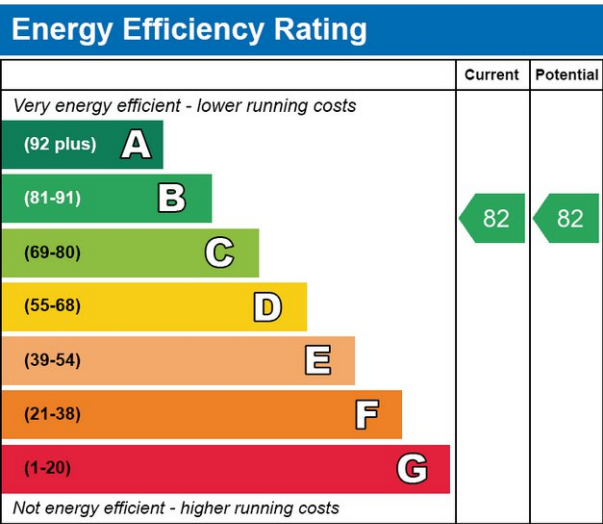 Energy Efficiency Rating
Current Potential
Very energy efficient - lower running costs
(92 plus) A
(81-91) B
82 82
(69-80) C
(55-68) D
(39-54) E
(21-38) F
(1-20) G
Not energy efficient - higher running costs